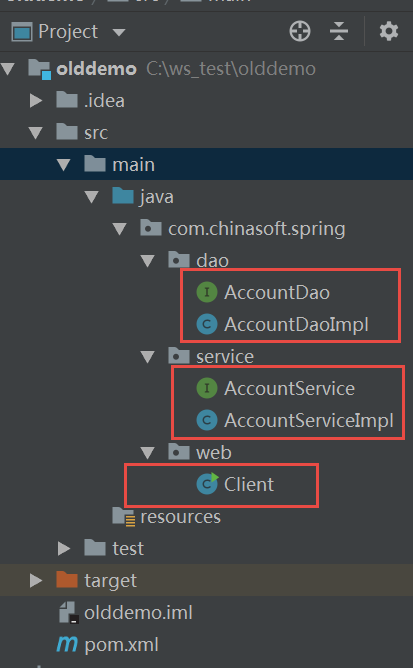 Project
olddemo C:\ws_test\olddemo
.idea
src
main
java
com.chinasoft.spring
dao
I AccountDao
C AccountDaoImpl
service
I AccountService
C AccountServiceImpl
web
C Client
resources
test
target
olddemo.iml
m pom.xml